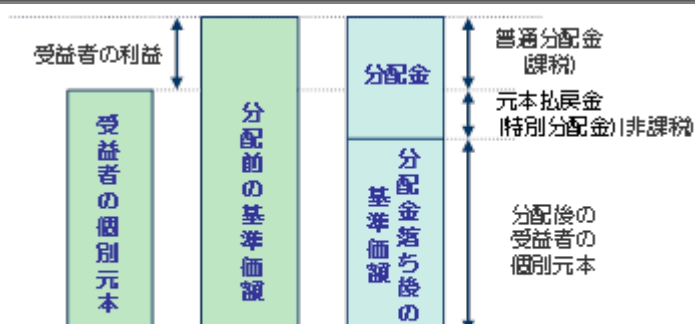 受益者の利益
受益者の個別元本
分配前の基準価額
分配金
分配金落ち後の
基準価額
普通分配金
(課税)
元本払戻金
(特別分配金)(非課税)
分配後の
受益者の
個別元本